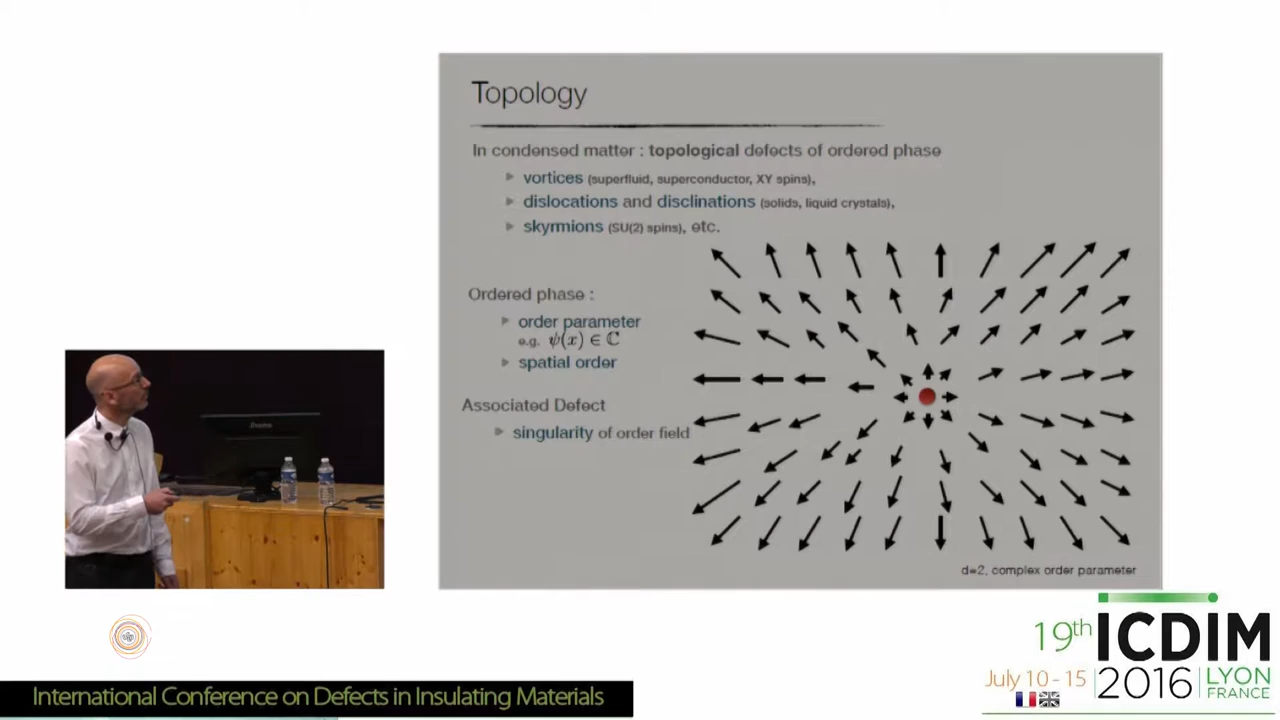 Topology
In condensed matter : topological defects of ordered phase
vortices (superfluid, superconductor, XY spins),
dislocations and disclinations (solids, liquid crystals),
skyrmions (SU(2) spins), etc.
Ordered phase :
order parameter
e.g. ψ(x) ∈ ℂ
spatial order
Associated Defect
singularity of order field
d=2, complex order parameter
19th ICDIM
July 10 - 15 2016 LYON
FRANCE
International Conference on Defects in Insulating Materials